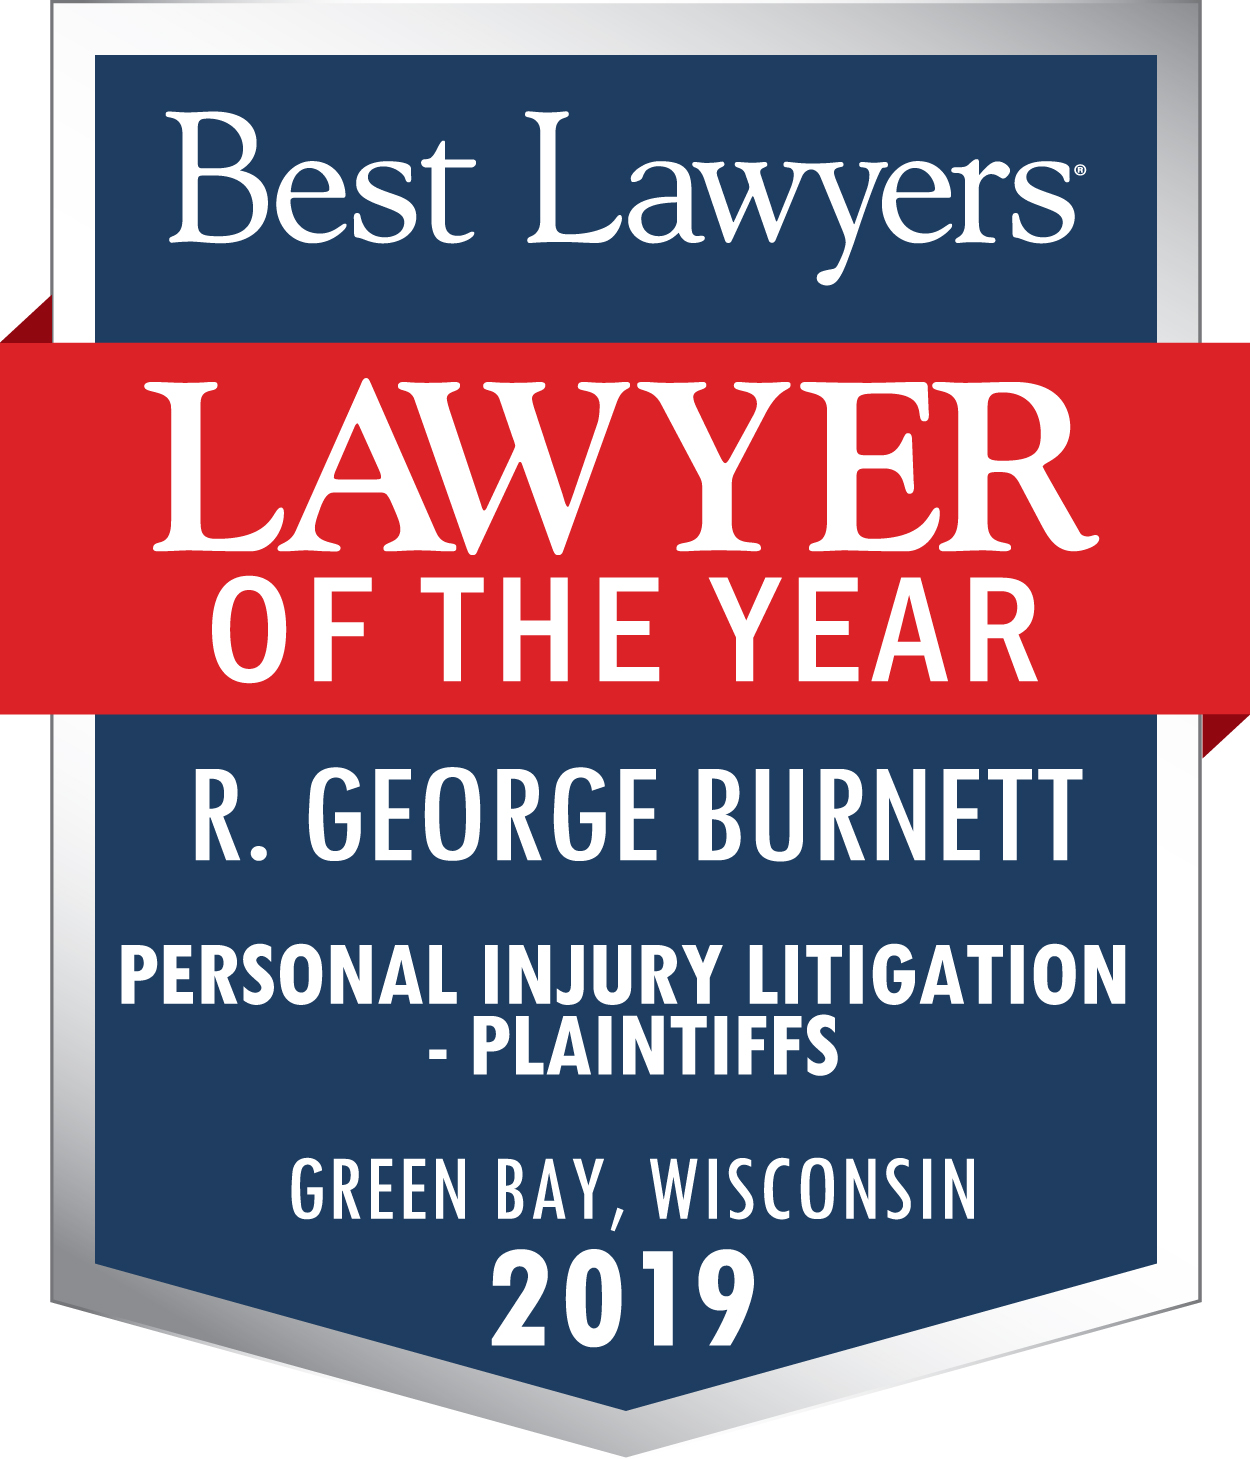 Best Lawyers®
LAWYER
OF THE YEAR
R. GEORGE BURNETT
PERSONAL INJURY LITIGATION
- PLAINTIFFS
GREEN BAY, WISCONSIN
2019